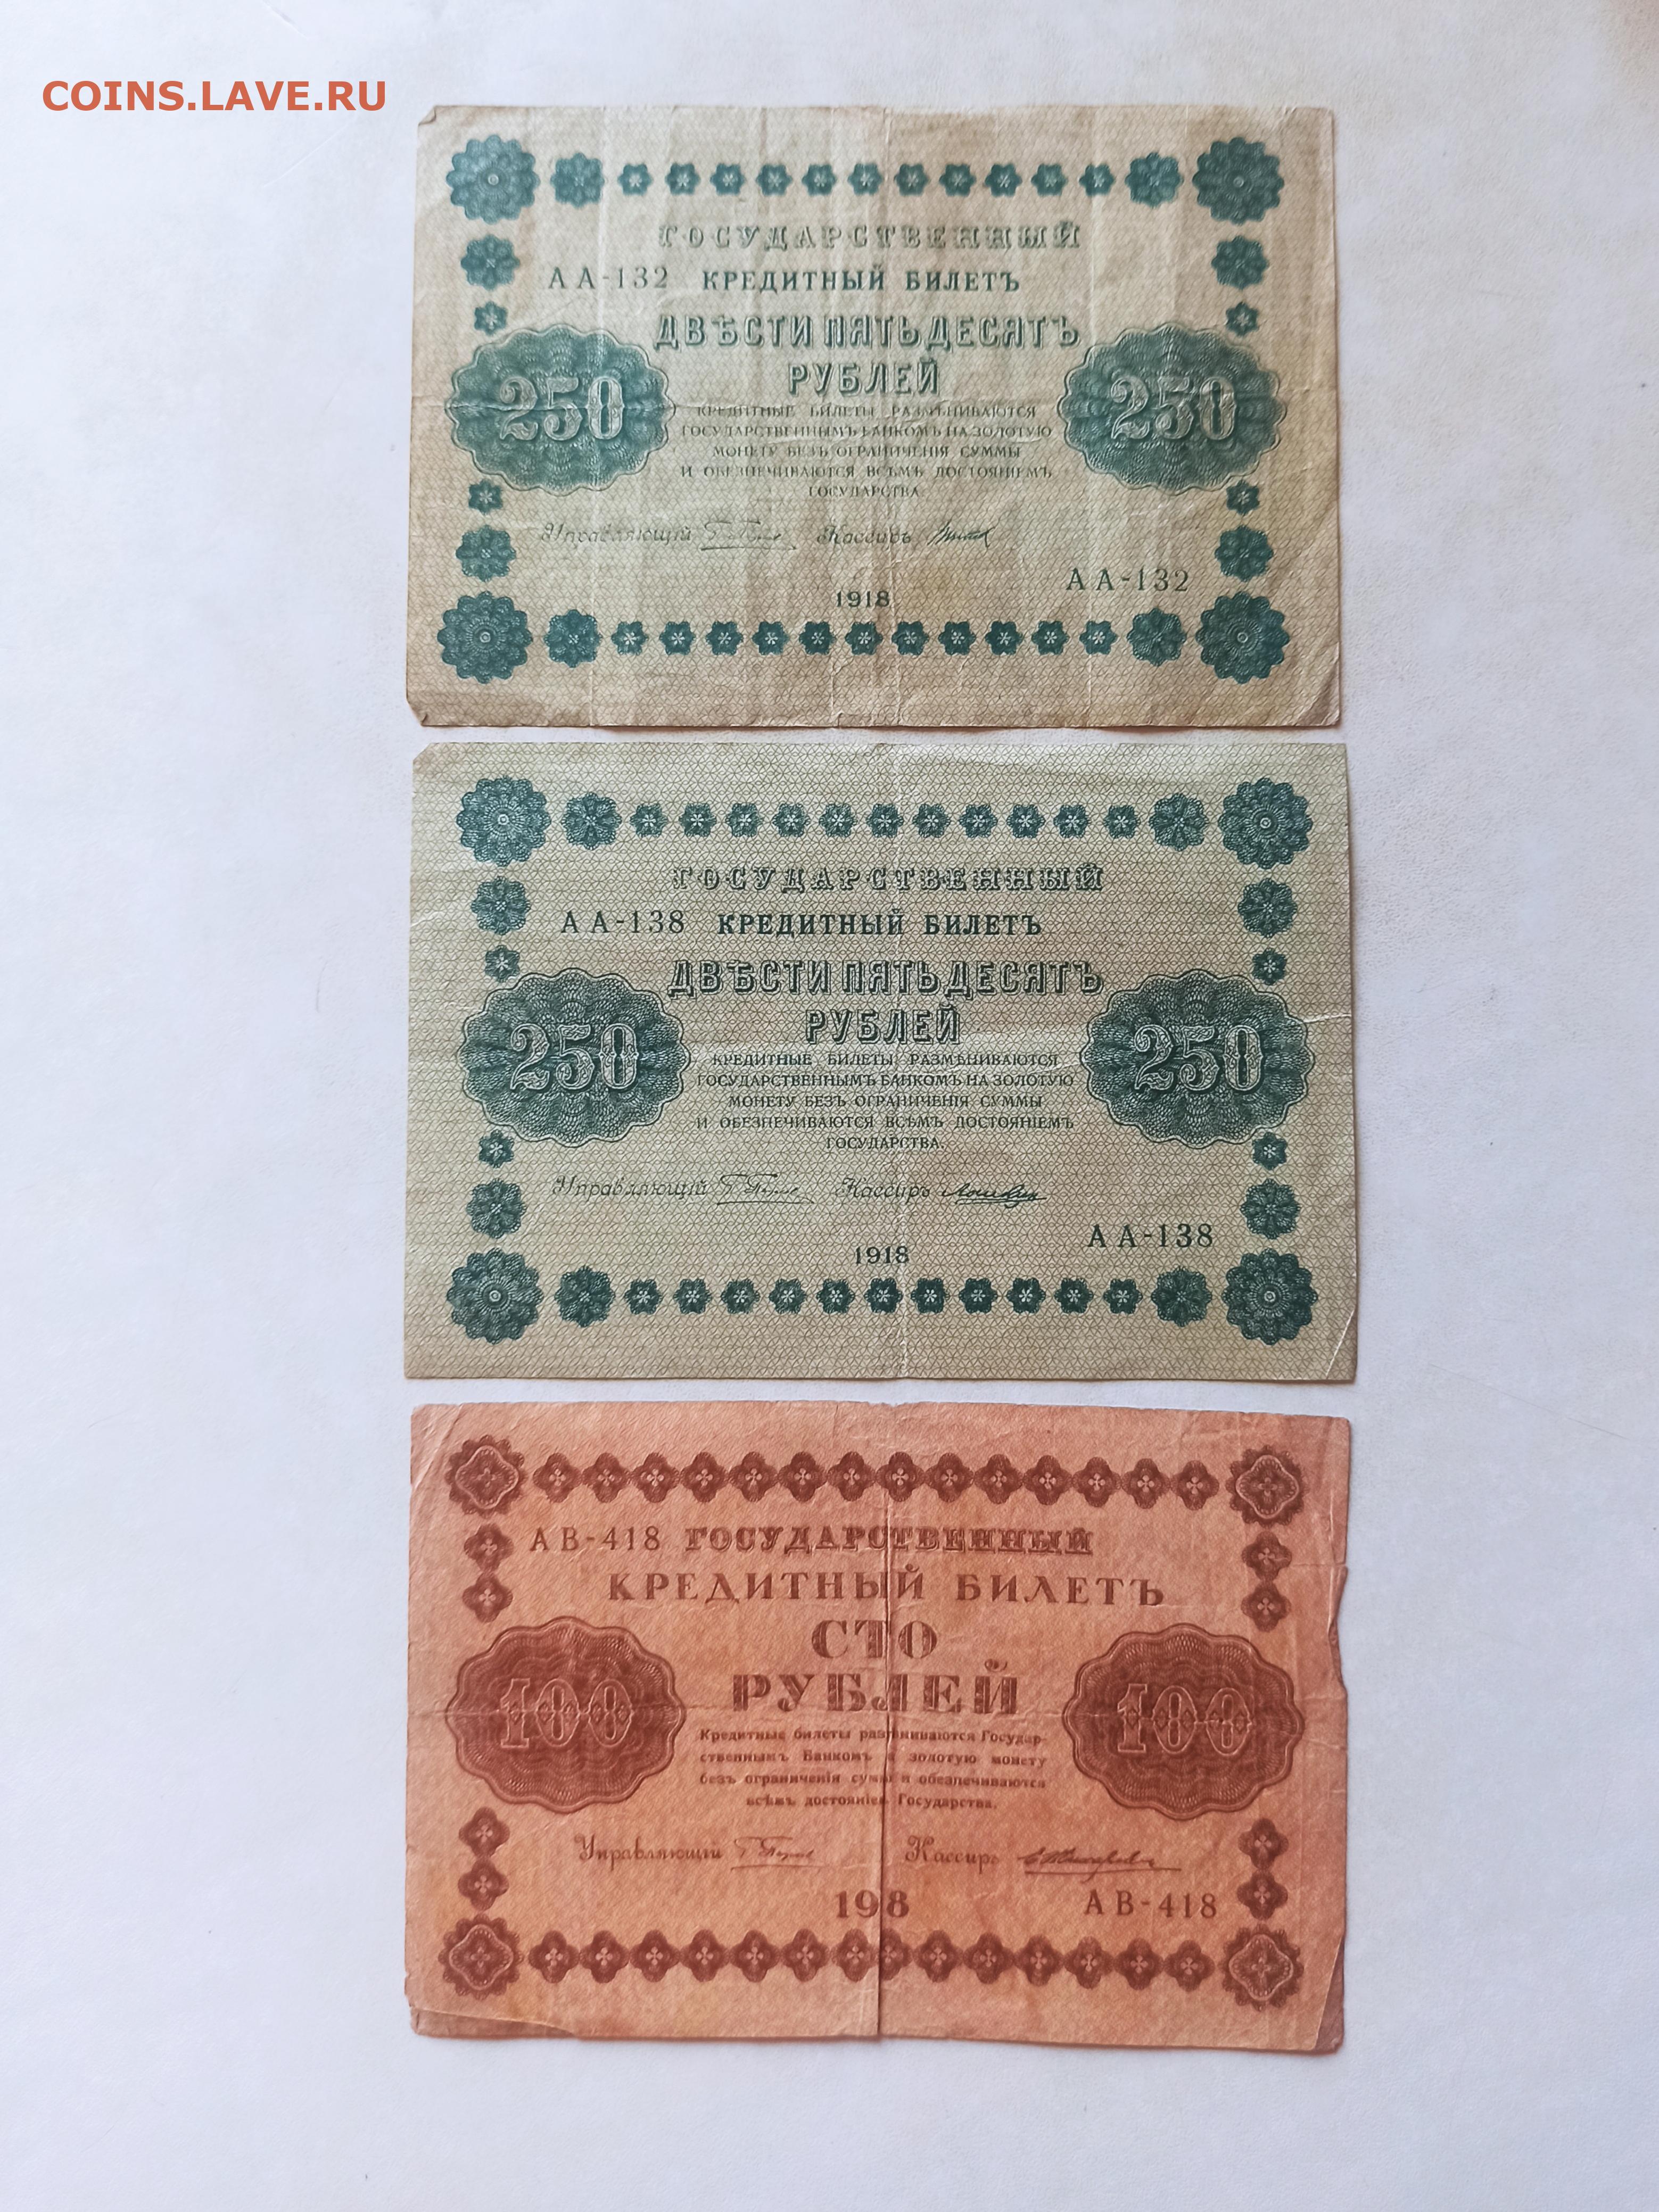 COINS.LAVE.RU
ГОСУДАРСТВЕННЫЙ
АА-132 КРЕДИТНЫЙ БИЛЕТЪ
ДВѢСТИ ПЯТЬДЕСЯТЪ
РУБЛЕЙ
250 250
КРЕДИТНЫЕ БИЛЕТЫ РАЗМѢНИВАЮТСЯ
ГОСУДАРСТВЕННЫМЪ БАНКОМЪ НА ЗОЛОТУЮ
МОНЕТУ БЕЗЪ ОГРАНИЧЕНІЯ СУММЫ
И ОБЕЗПЕЧИВАЮТСЯ ВСѢМЪ ДОСТОЯНІЕМЪ
ГОСУДАРСТВА.
Управляющій Кассиръ
АА-132
1918
ГОСУДАРСТВЕННЫЙ
АА-138 КРЕДИТНЫЙ БИЛЕТЪ
ДВѢСТИ ПЯТЬДЕСЯТЪ
РУБЛЕЙ
250 250
КРЕДИТНЫЕ БИЛЕТЫ РАЗМѢНИВАЮТСЯ
ГОСУДАРСТВЕННЫМЪ БАНКОМЪ НА ЗОЛОТУЮ
МОНЕТУ БЕЗЪ ОГРАНИЧЕНІЯ СУММЫ
И ОБЕЗПЕЧИВАЮТСЯ ВСѢМЪ ДОСТОЯНІЕМЪ
ГОСУДАРСТВА.
Управляющій Кассиръ
АА-138
1918
АВ-418 ГОСУДАРСТВЕННЫЙ
КРЕДИТНЫЙ БИЛЕТЪ
СТО
РУБЛЕЙ
100 100
Кредитные билеты размѣниваются Государ-
ственнымъ Банкомъ на золотую монету
безъ ограниченія суммы и обезпечиваются
всѣмъ достояніемъ Государства.
Управляющій Кассиръ
198 АВ-418